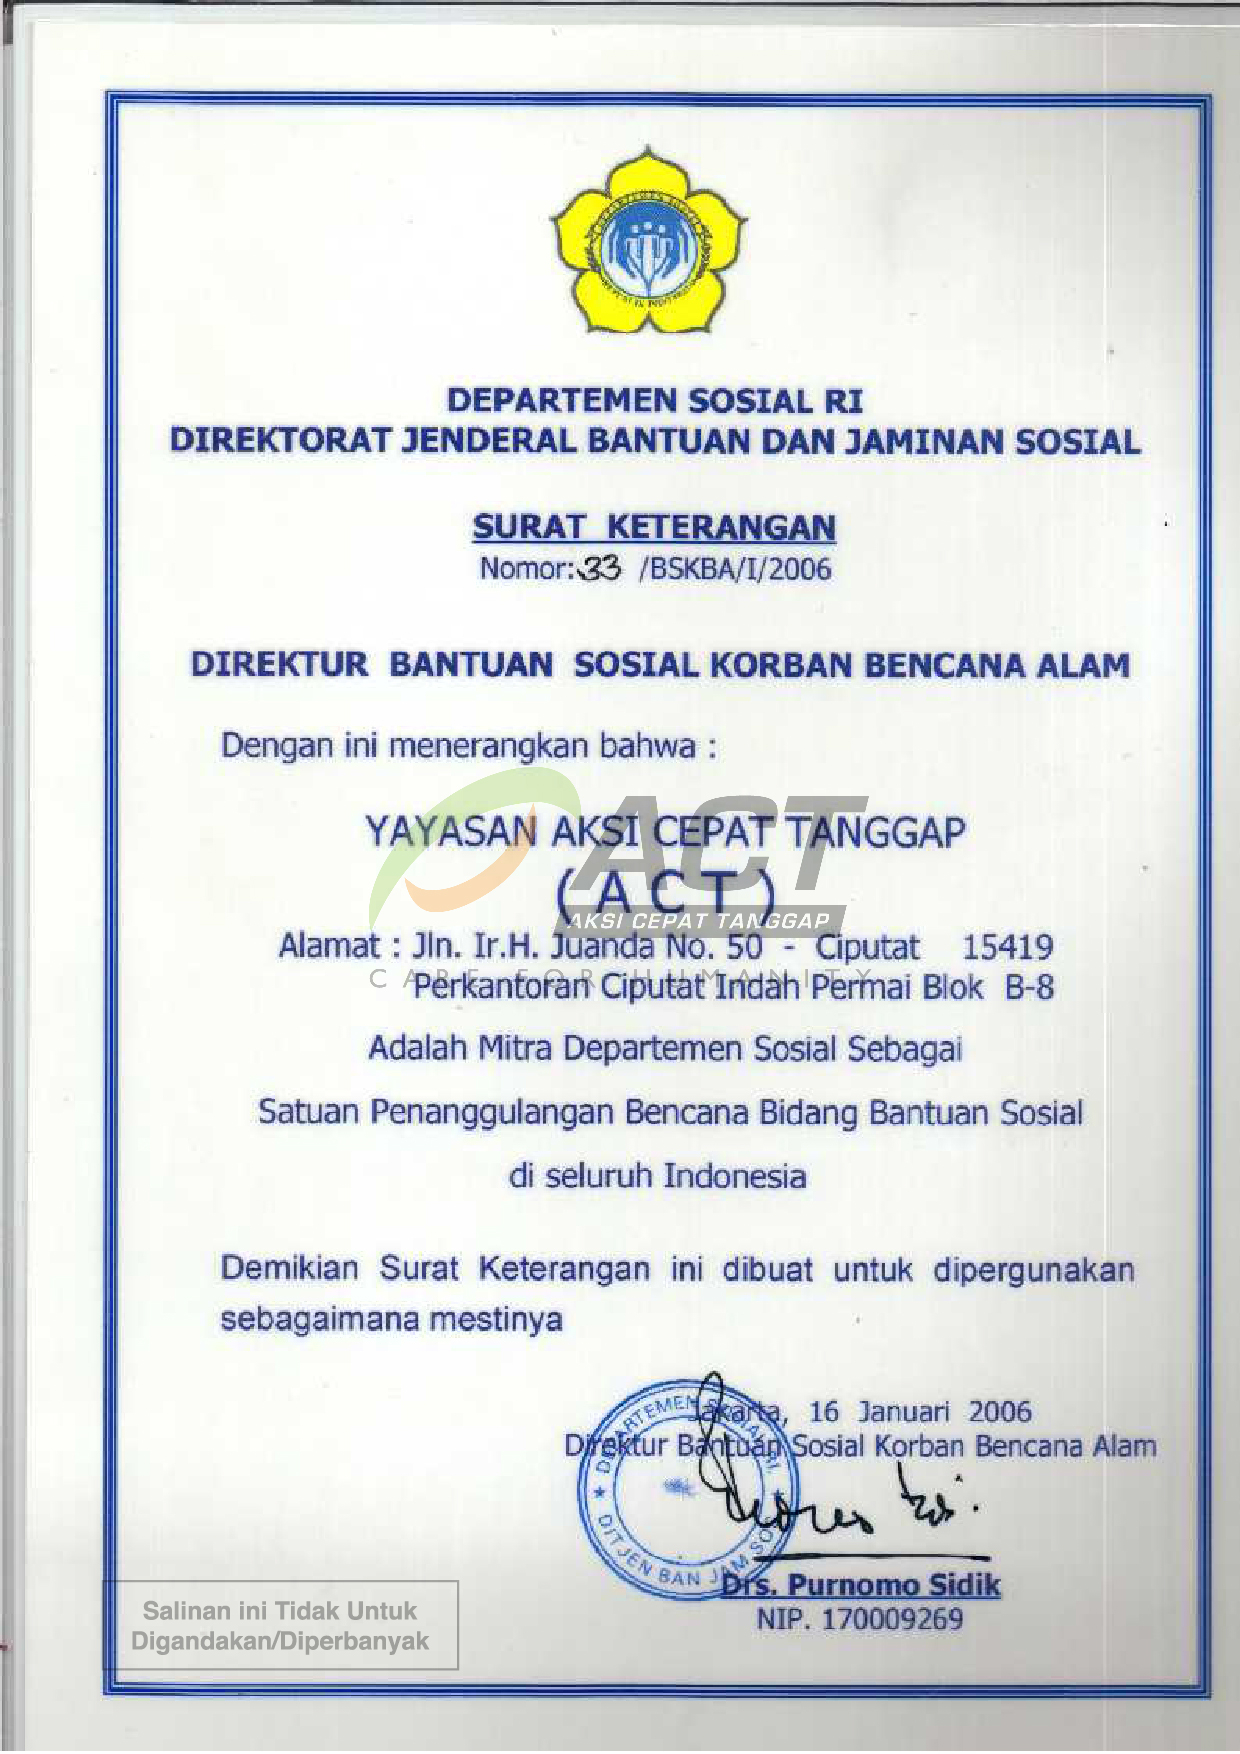 DEPARTEMEN SOSIAL RI
DIREKTORAT JENDERAL BANTUAN DAN JAMINAN SOSIAL
SURAT KETERANGAN
Nomor: 33 /BSKBA/I/2006
DIREKTUR BANTUAN SOSIAL KORBAN BENCANA ALAM
Dengan ini menerangkan bahwa :
ACT
YAYASAN AKSI CEPAT TANGGAP
( A C T )
AKSI CEPAT TANGGAP
Alamat : Jln. Ir.H. Juanda No. 50 - Ciputat 15419
CARE FOR HUMANITY
Perkantoran Ciputat Indah Permai Blok B-8
Adalah Mitra Departemen Sosial Sebagai
Satuan Penanggulangan Bencana Bidang Bantuan Sosial
di seluruh Indonesia
Demikian Surat Keterangan ini dibuat untuk dipergunakan
sebagaimana mestinya
Jakarta, 16 Januari 2006
Direktur Bantuan Sosial Korban Bencana Alam
DEPARTEMEN SOSIAL RI.
DITJEN BAN JAM SOS
Drs. Purnomo Sidik
NIP. 170009269
Salinan ini Tidak Untuk
Digandakan/Diperbanyak